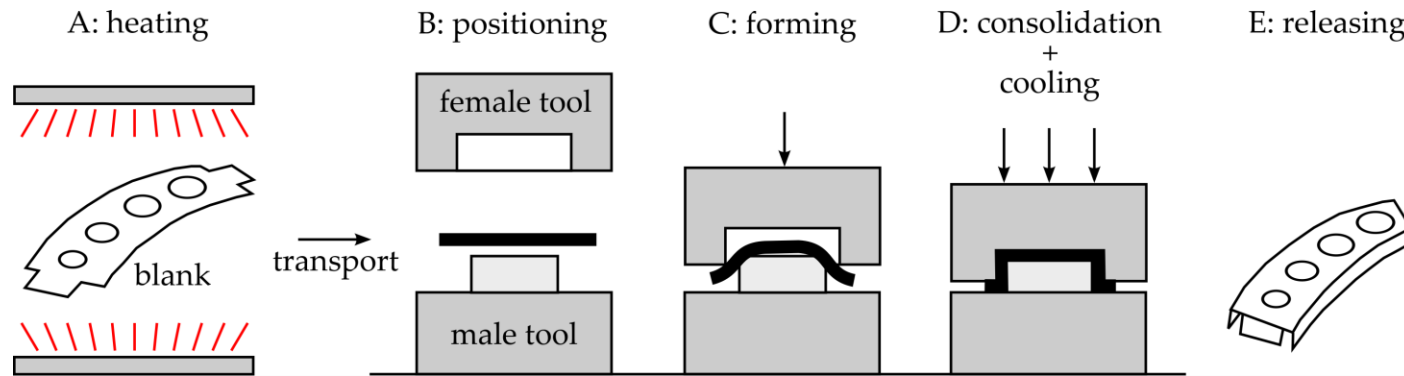 A: heating
B: positioning
C: forming
D: consolidation
+
cooling
E: releasing
female tool
blank
transport
male tool